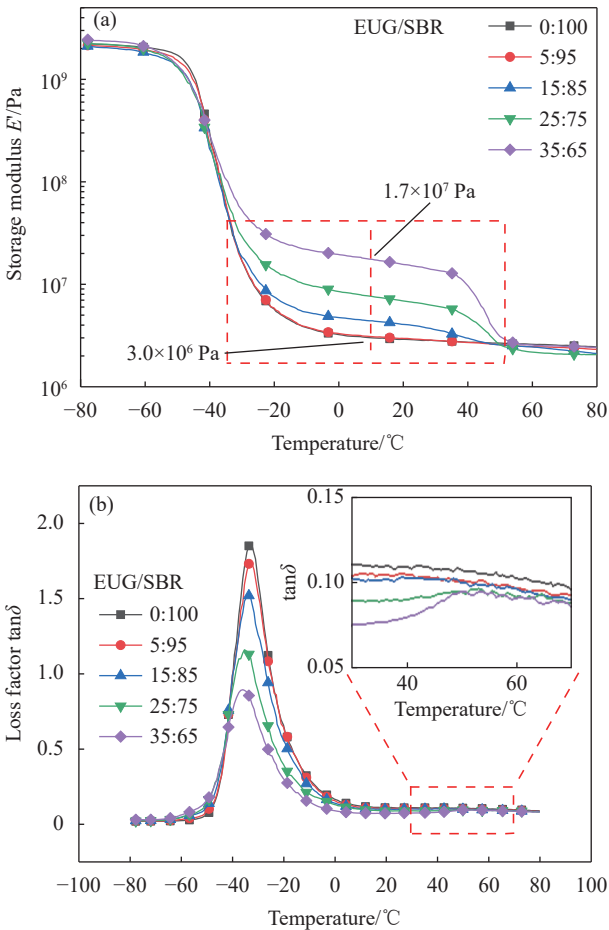 (a)
EUG/SBR
0:100
5:95
15:85
25:75
35:65
10⁹
10⁸
10⁷
10⁶
Storage modulus E′/Pa
1.7×10⁷ Pa
3.0×10⁶ Pa
−80 −60 −40 −20 0 20 40 60 80
Temperature/℃
(b)
EUG/SBR
0:100
5:95
15:85
25:75
35:65
2.0
1.5
1.0
0.5
0
Loss factor tanδ
0.15
0.10
0.05
tanδ
40 60
Temperature/℃
−100 −80 −60 −40 −20 0 20 40 60 80 100
Temperature/℃